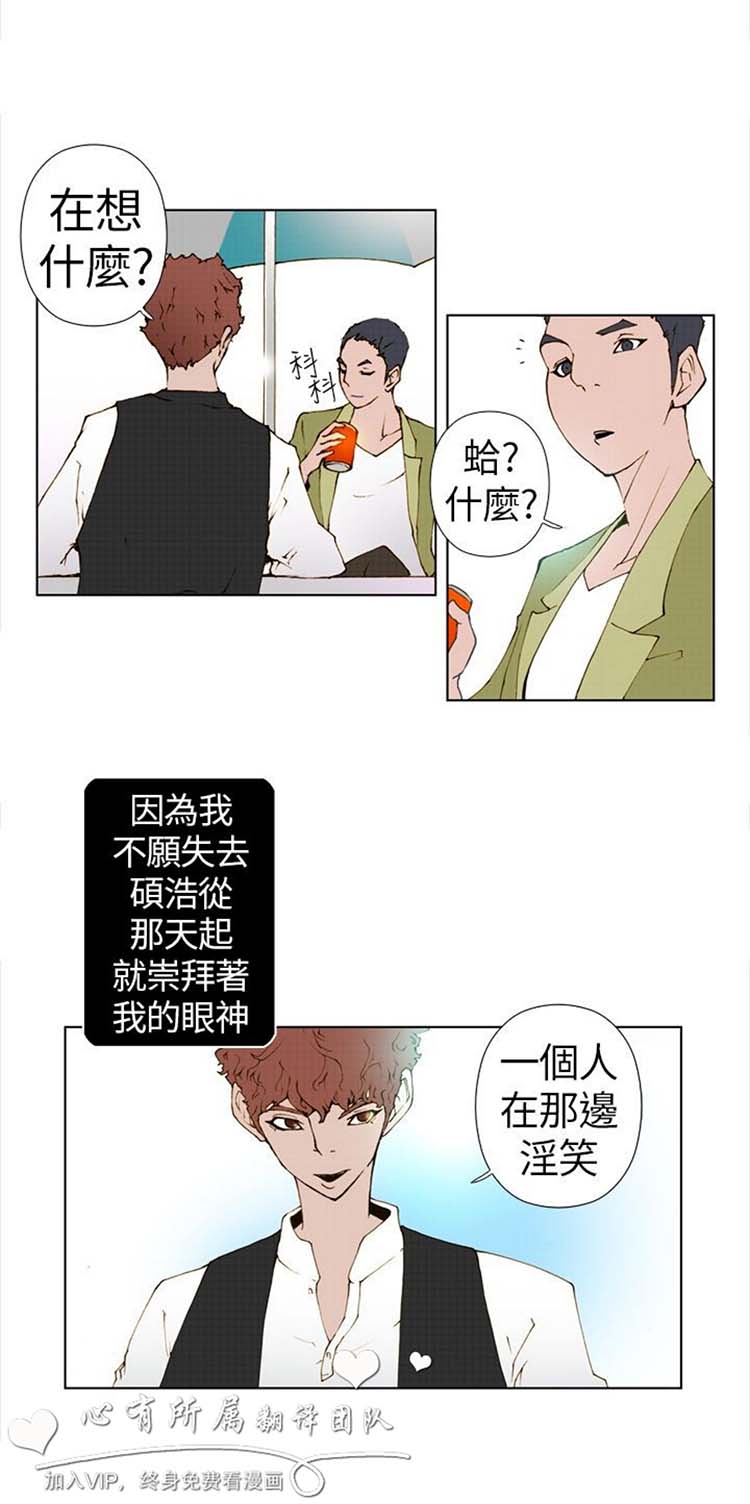 在想
什麼?
科
科
蛤?
什麼?
因為我
不願失去
碩浩從
那天起
就崇拜著
我的眼神
一個人
在那邊
淫笑
心有所属翻译团队
加入VIP，终身免费看漫画